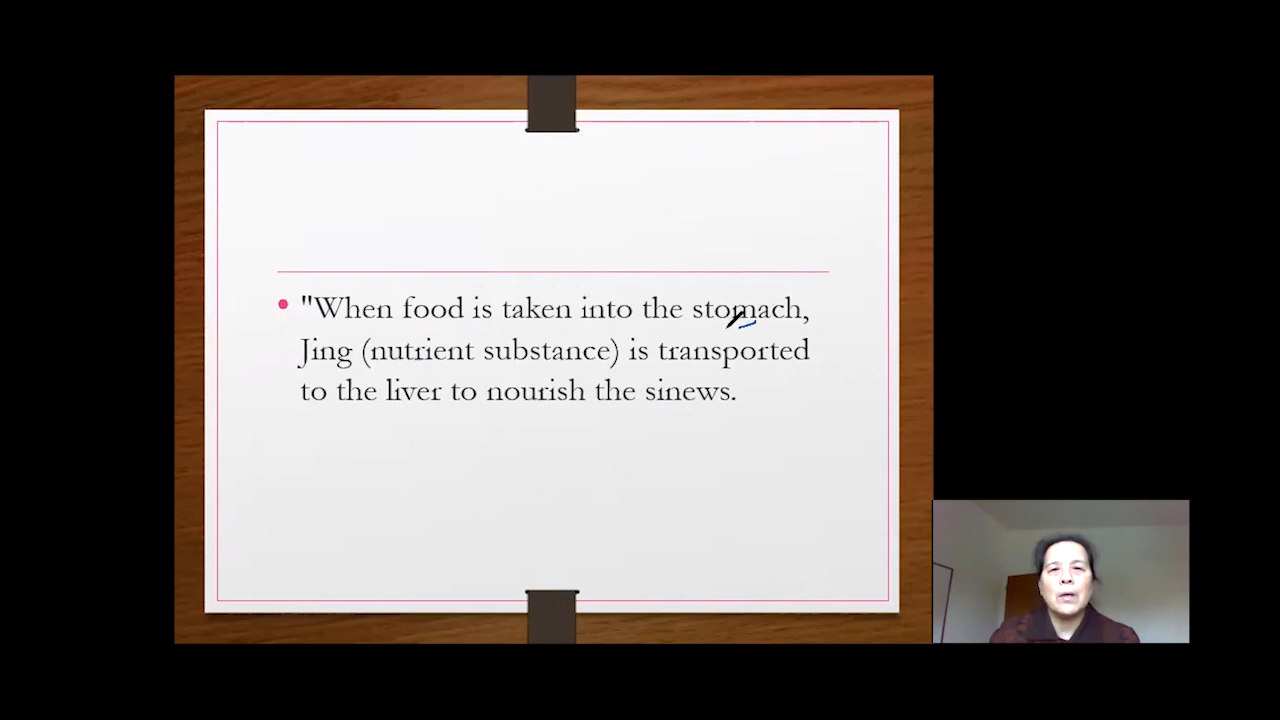 "When food is taken into the stomach,
Jing (nutrient substance) is transported
to the liver to nourish the sinews.